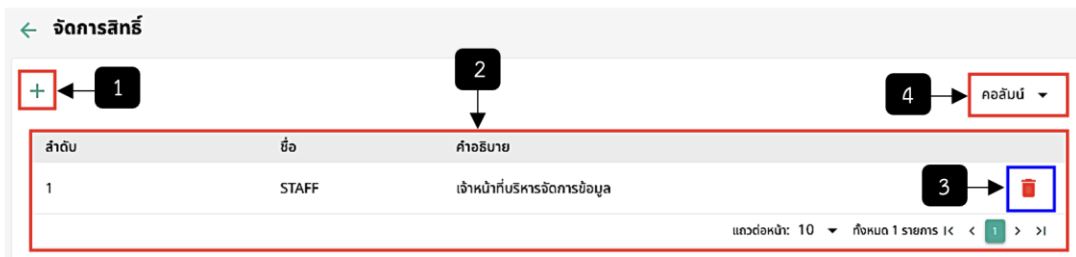 จัดการสิทธิ์
1
2
4
คอลัมน์
ลำดับ ชื่อ คำอธิบาย
1 STAFF เจ้าหน้าที่บริหารจัดการข้อมูล
3
แถวต่อหน้า: 10 ทั้งหมด 1 รายการ 1